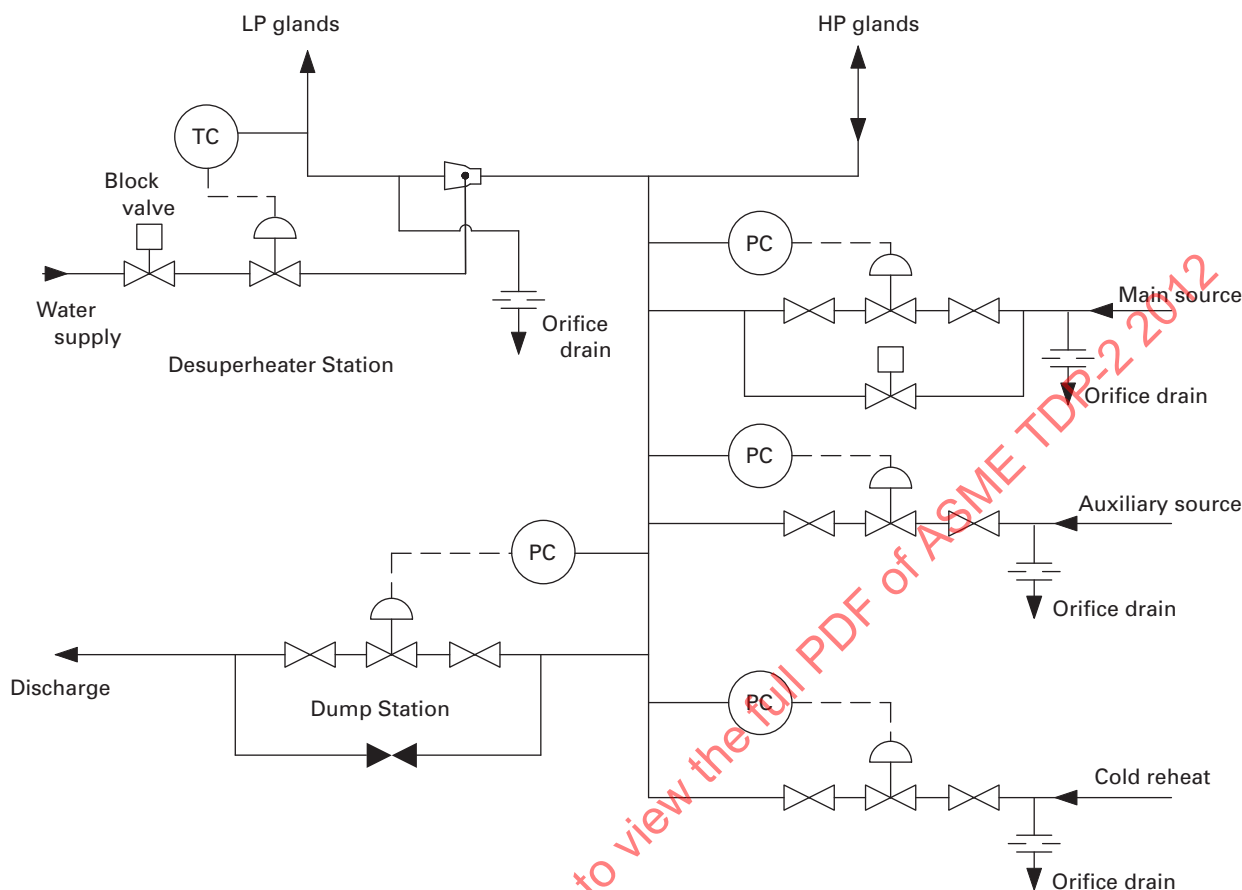 LP glands
HP glands
TC
Block
valve
PC
Main source
Water
supply
Orifice
drain
Desuperheater Station
Orifice drain
PC
Auxiliary source
PC
Orifice drain
Discharge
Dump Station
PC
Cold reheat
Orifice drain
to view the full PDF of ASME TDP-2 2012